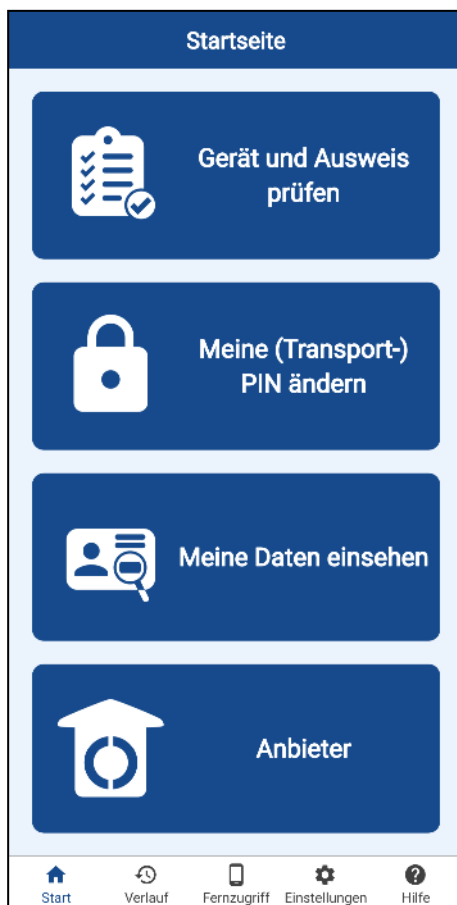 Startseite
Gerät und Ausweis
prüfen
Meine (Transport-)
PIN ändern
Meine Daten einsehen
Anbieter
Start
Verlauf
Fernzugriff
Einstellungen
Hilfe